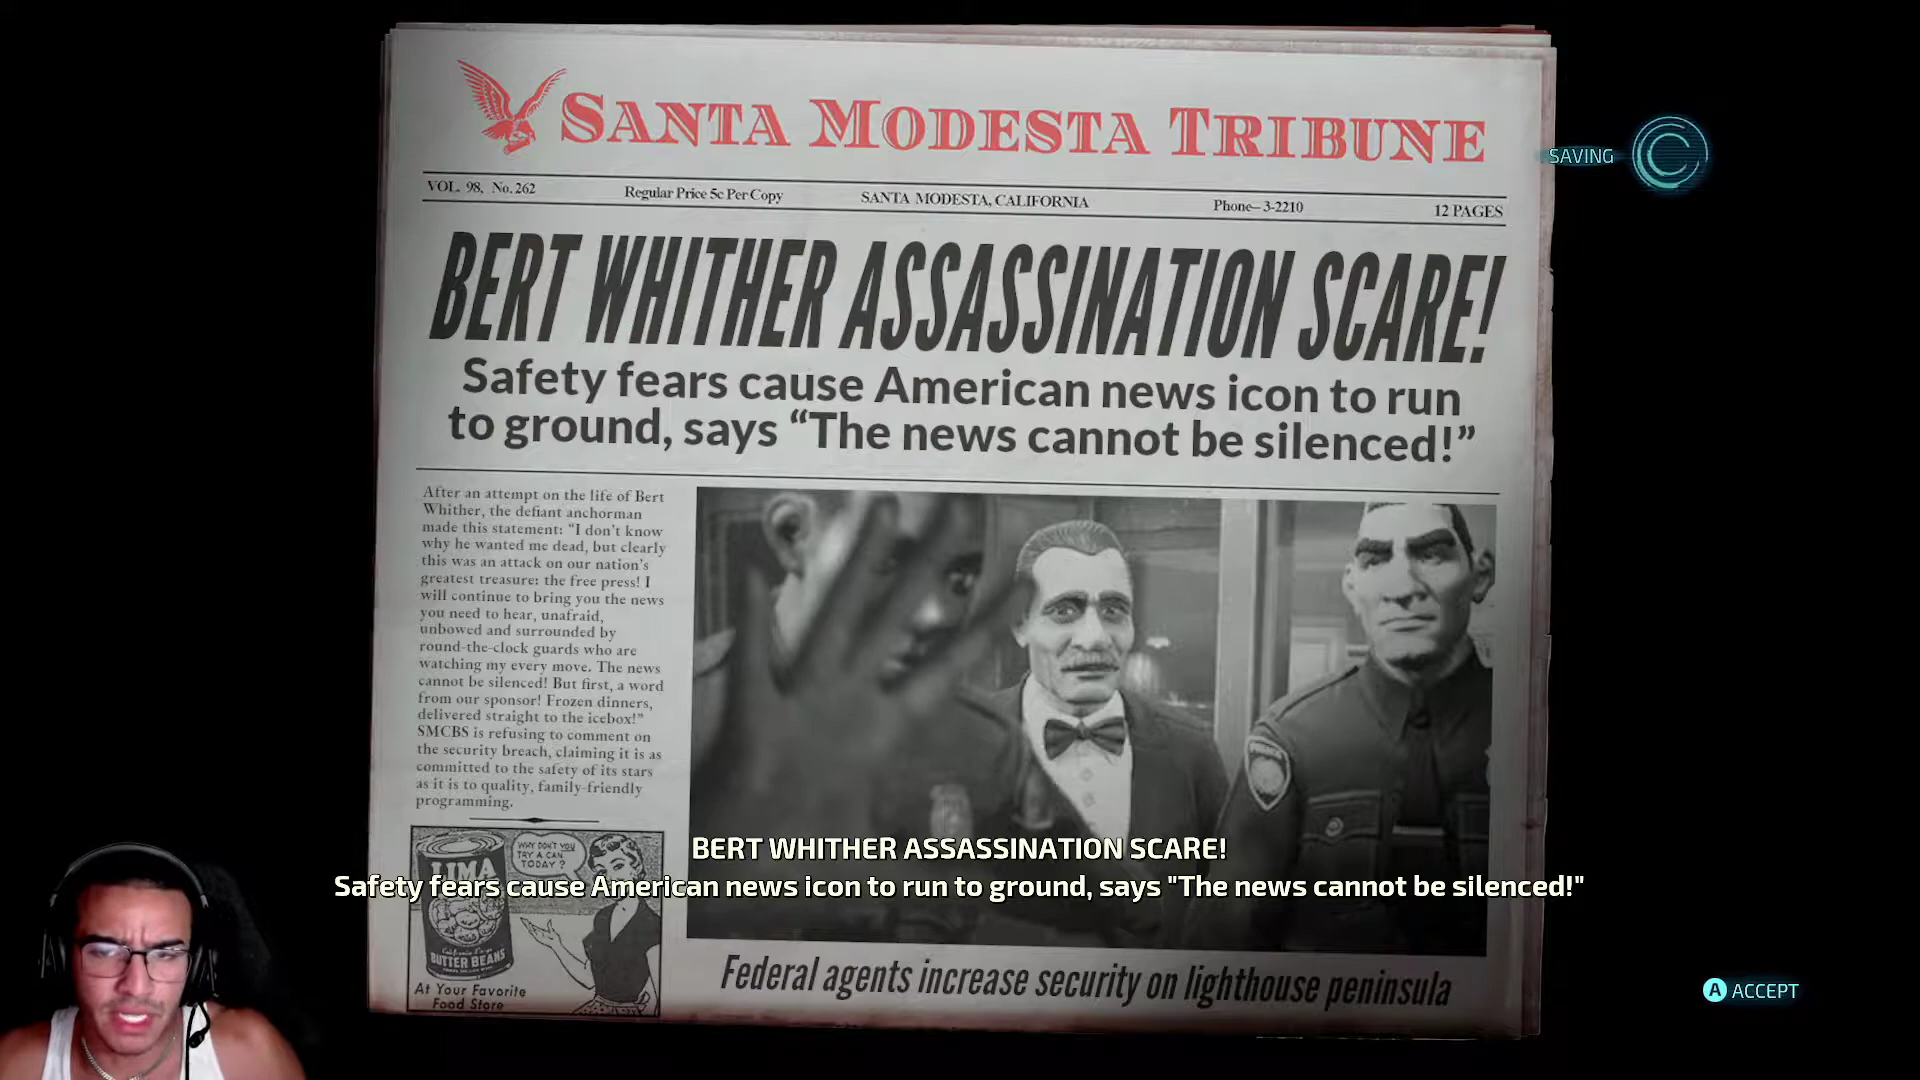 SANTA MODESTA TRIBUNE
SAVING
VOL. 98, No. 262 Regular Price 5c Per Copy SANTA MODESTA, CALIFORNIA Phone–3-2210 12 PAGES
BERT WHITHER ASSASSINATION SCARE!
Safety fears cause American news icon to run
to ground, says “The news cannot be silenced!”
After an attempt on the life of Bert
Whither, the defiant anchorman
made this statement: “I don’t know
why he wanted me dead, but clearly
this was an attack on our nation’s
greatest treasure: the free press! I
will continue to bring you the news
you need to hear, unafraid,
unbowed and surrounded by
round-the-clock guards who are
watching my every move. The news
cannot be silenced! But first, a word
from our sponsor! Frozen dinners,
delivered straight to the icebox!”
SMCBS is refusing to comment on
the security breach, claiming it is as
committed to the safety of its stars
as it is to quality, family-friendly
programming.
WHY DON'T YOU
TRY A CAN
TODAY?
LIMA
BUTTER BEANS
At Your Favorite
Food Store
BERT WHITHER ASSASSINATION SCARE!
Safety fears cause American news icon to run to ground, says "The news cannot be silenced!"
Federal agents increase security on lighthouse peninsula
A ACCEPT